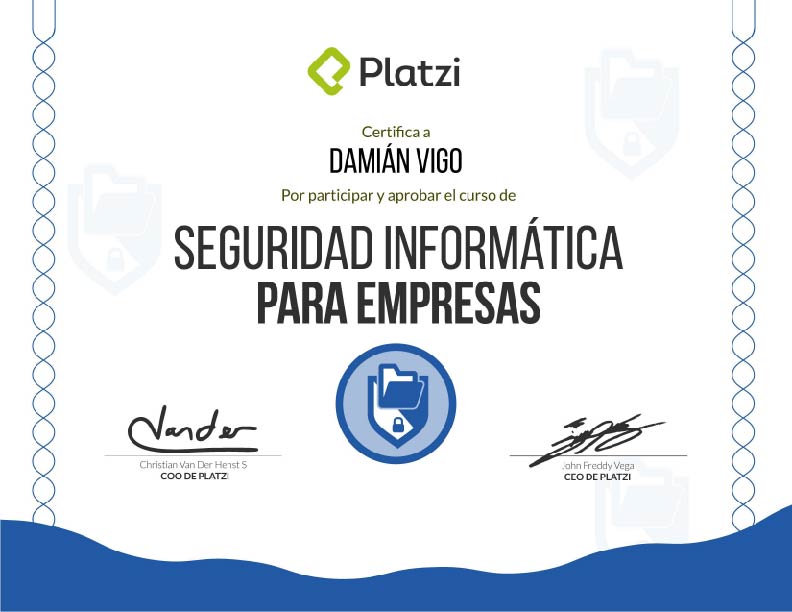 Platzi
Certifica a
DAMIÁN VIGO
Por participar y aprobar el curso de
SEGURIDAD INFORMÁTICA
PARA EMPRESAS
Vander
Christian Van Der Henst S
COO DE PLATZI
John Freddy Vega
CEO DE PLATZI